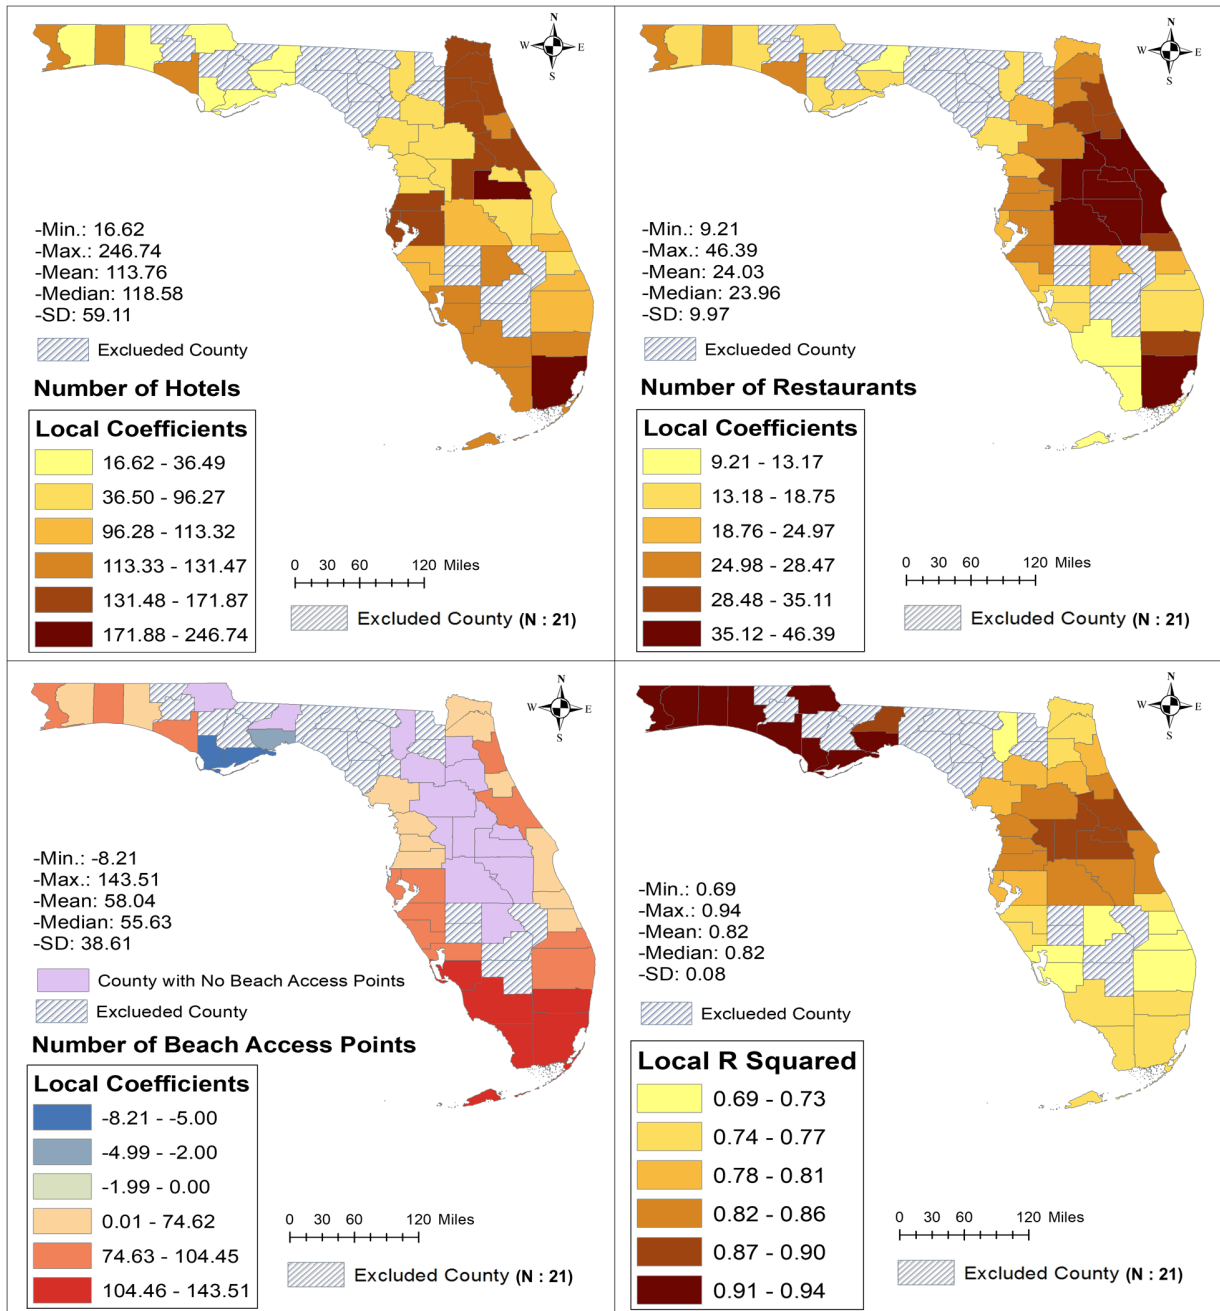 N
W E
S
-Min.: 16.62
-Max.: 246.74
-Mean: 113.76
-Median: 118.58
-SD: 59.11
Exclueded County
Number of Hotels
Local Coefficients
16.62 - 36.49
36.50 - 96.27
96.28 - 113.32
113.33 - 131.47
131.48 - 171.87
171.88 - 246.74
0 30 60 120 Miles
Excluded County (N : 21)
N
W E
S
-Min.: 9.21
-Max.: 46.39
-Mean: 24.03
-Median: 23.96
-SD: 9.97
Exclueded County
Number of Restaurants
Local Coefficients
9.21 - 13.17
13.18 - 18.75
18.76 - 24.97
24.98 - 28.47
28.48 - 35.11
35.12 - 46.39
0 30 60 120 Miles
Excluded County (N : 21)
N
W E
S
-Min.: -8.21
-Max.: 143.51
-Mean: 58.04
-Median: 55.63
-SD: 38.61
County with No Beach Access Points
Exclueded County
Number of Beach Access Points
Local Coefficients
-8.21 - -5.00
-4.99 - -2.00
-1.99 - 0.00
0.01 - 74.62
74.63 - 104.45
104.46 - 143.51
0 30 60 120 Miles
Excluded County (N : 21)
N
W E
S
-Min.: 0.69
-Max.: 0.94
-Mean: 0.82
-Median: 0.82
-SD: 0.08
Exclueded County
Local R Squared
0.69 - 0.73
0.74 - 0.77
0.78 - 0.81
0.82 - 0.86
0.87 - 0.90
0.91 - 0.94
0 30 60 120 Miles
Excluded County (N : 21)